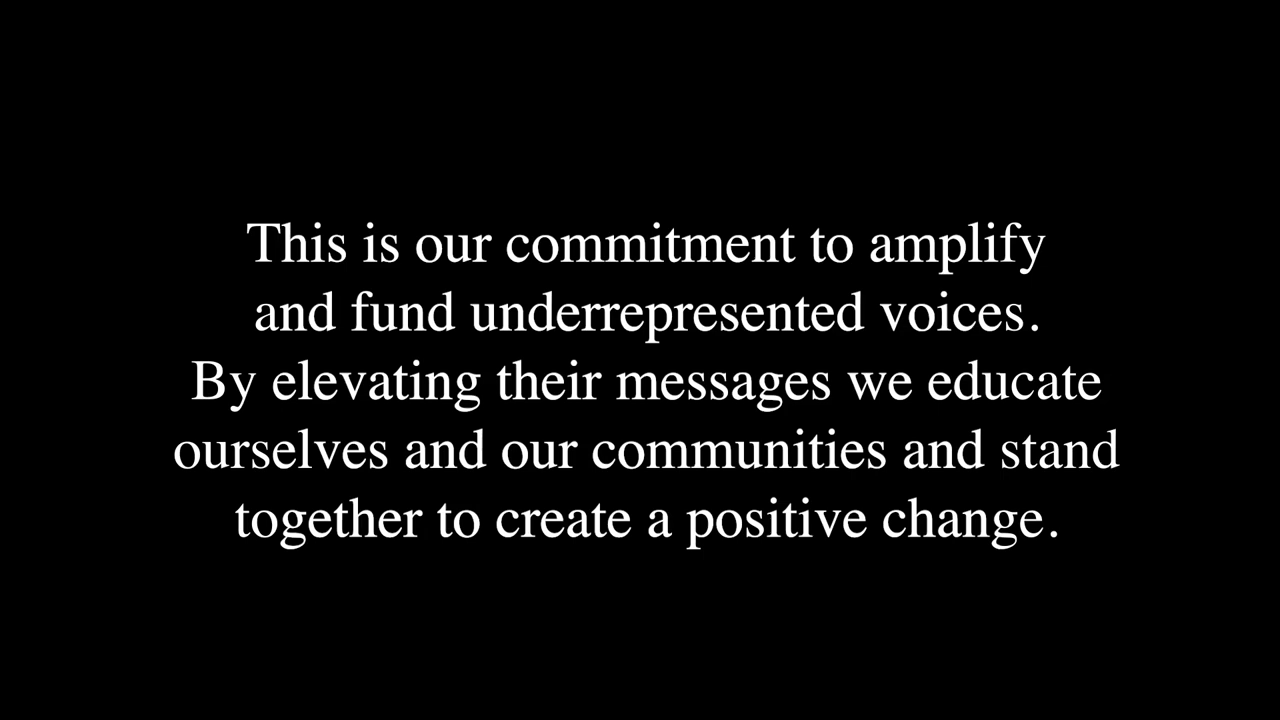 This is our commitment to amplify
and fund underrepresented voices.
By elevating their messages we educate
ourselves and our communities and stand
together to create a positive change.